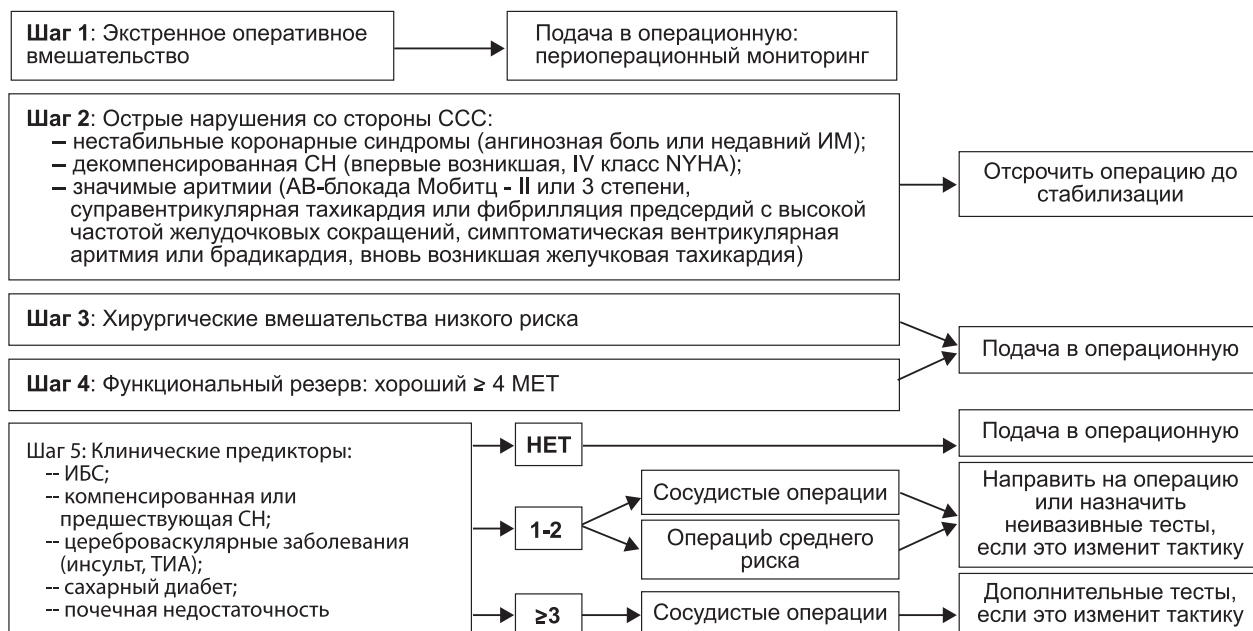 Шаг 1: Экстренное оперативное
вмешательство
Подача в операционную:
периоперационный мониторинг
Шаг 2: Острые нарушения со стороны ССС:
– нестабильные коронарные синдромы (ангинозная боль или недавний ИМ);
– декомпенсированная СН (впервые возникшая, IV класс NYHA);
– значимые аритмии (АВ-блокада Мобитц - II или 3 степени,
суправентрикулярная тахикардия или фибрилляция предсердий с высокой
частотой желудочковых сокращений, симптоматическая вентрикулярная
аритмия или брадикардия, вновь возникшая желучковая тахикардия)
Отсрочить операцию до
стабилизации
Шаг 3: Хирургические вмешательства низкого риска
Шаг 4: Функциональный резерв: хороший ≥ 4 МЕТ
Подача в операционную
Шаг 5: Клинические предикторы:
-- ИБС;
-- компенсированная или
предшествующая СН;
-- цереброваскулярные заболевания
(инсульт, ТИА);
-- сахарный диабет;
-- почечная недостаточность
НЕТ
Подача в операционную
1-2
Сосудистые операции
Операциb среднего
риска
Направить на операцию
или назначить
неивазивные тесты,
если это изменит тактику
≥3
Сосудистые операции
Дополнительные тесты,
если это изменит тактику